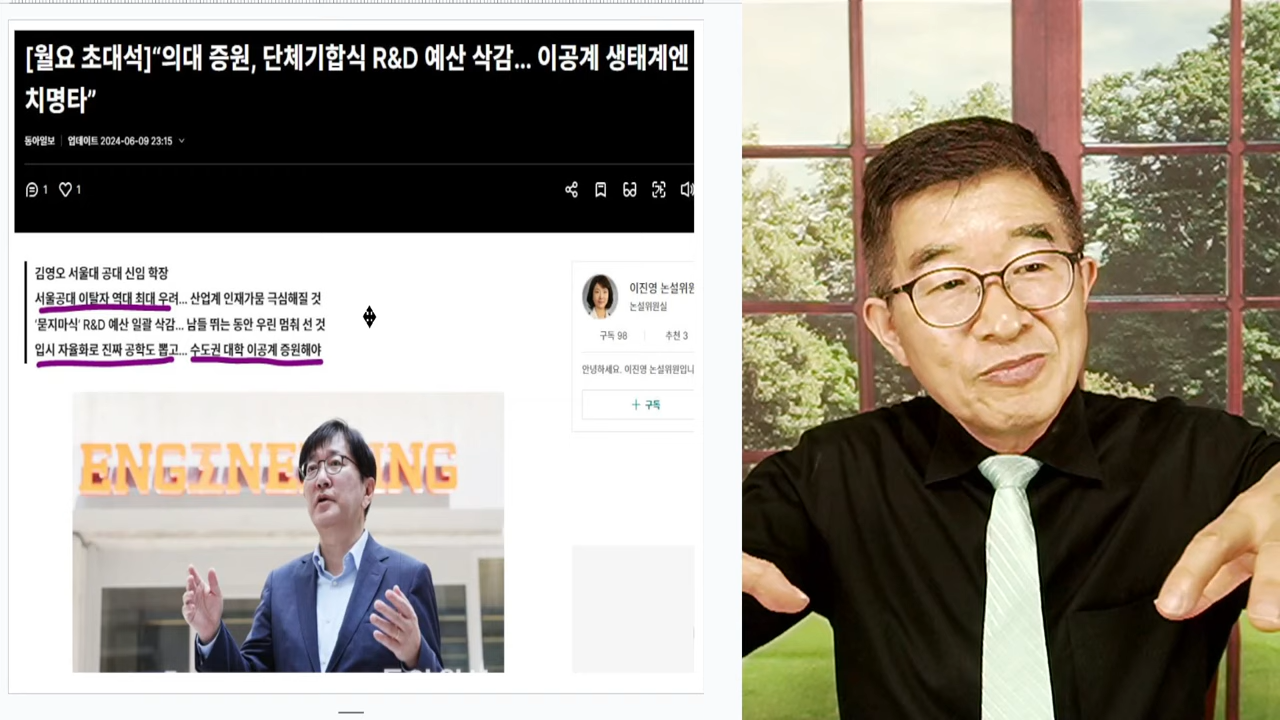 [월요 초대석]“의대 증원, 단체기합식 R&D 예산 삭감... 이공계 생태계엔
치명타”
동아일보 | 업데이트 2024-06-09 23:15
1 1
김영오 서울대 공대 신임 학장
서울공대 이탈자 역대 최대 우려... 산업계 인재가뭄 극심해질 것
‘묻지마식’ R&D 예산 일괄 삭감... 남들 뛰는 동안 우린 멈춰 선 것
입시 자율화로 진짜 공학도 뽑고... 수도권 대학 이공계 증원해야
이진영 논설위원
논설위원실
구독 98 추천 3
안녕하세요. 이진영 논설위원입니
+ 구독
ENGINEERING